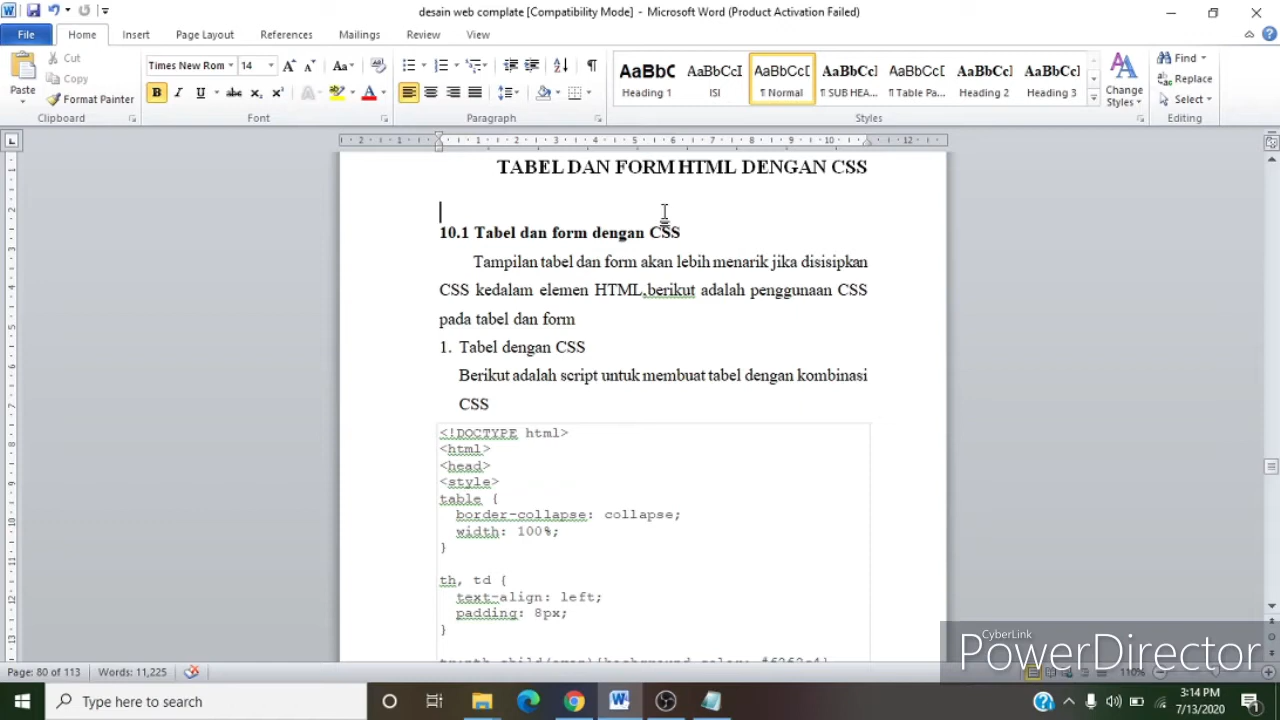 desain web complate [Compatibility Mode] - Microsoft Word (Product Activation Failed)
File Home Insert Page Layout References Mailings Review View
Cut
Copy
Format Painter
Paste
Clipboard
Times New Rom 14
Font
Paragraph
AaBbC AaBbCcI AaBbCcI AaBbCc] AaBbCcI AaBbCc] AaBbCc]
Heading 1 ISI ¶ Normal ¶ SUB HEA... ¶ Table Pa... Heading 2 Heading 3
Styles
Change Styles
Find
Replace
Select
Editing
TABEL DAN FORM HTML DENGAN CSS
10.1 Tabel dan form dengan CSS
Tampilan tabel dan form akan lebih menarik jika disisipkan
CSS kedalam elemen HTML,berikut adalah penggunaan CSS
pada tabel dan form
1. Tabel dengan CSS
Berikut adalah script untuk membuat tabel dengan kombinasi
CSS
<!DOCTYPE html>
<html>
<head>
<style>
table {
border-collapse: collapse;
width: 100%;
}
th, td {
text-align: left;
padding: 8px;
}
CyberLink
PowerDirector
Page: 80 of 113 Words: 11,225 110%
Type here to search
3:14 PM
7/13/2020